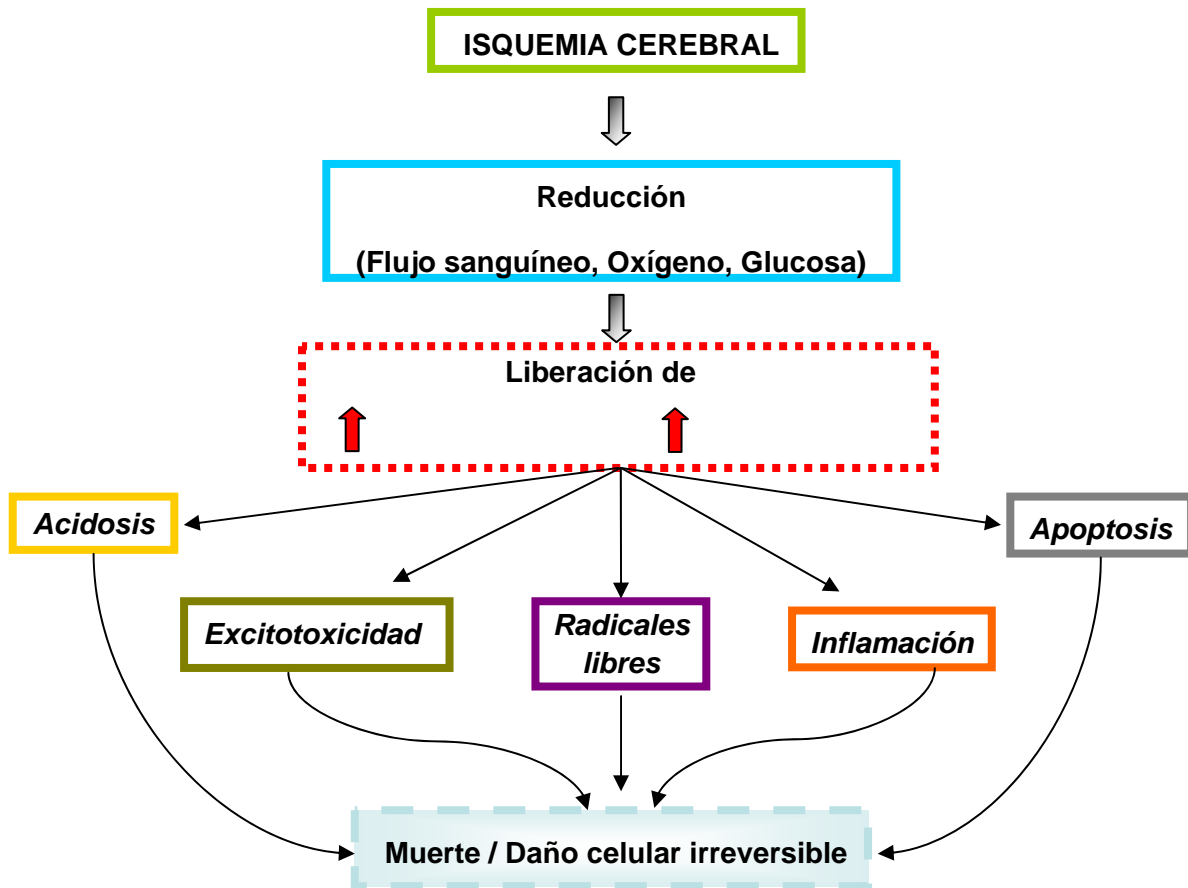 ISQUEMIA CEREBRAL
Reducción
(Flujo sanguíneo, Oxígeno, Glucosa)
Liberación de
Acidosis
Apoptosis
Excitotoxicidad
Radicales
libres
Inflamación
Muerte / Daño celular irreversible